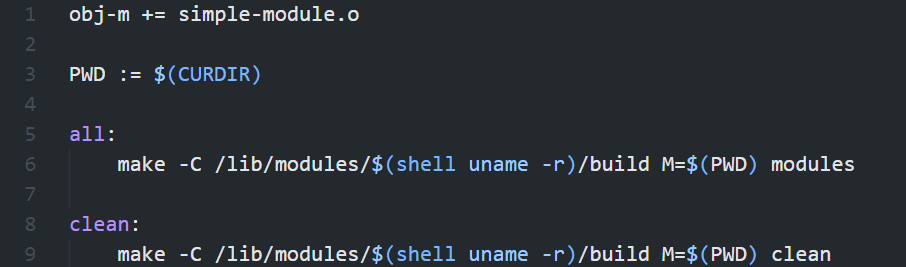 1 obj-m += simple-module.o
2
3 PWD := $(CURDIR)
4
5 all:
6     make -C /lib/modules/$(shell uname -r)/build M=$(PWD) modules
7
8 clean:
9     make -C /lib/modules/$(shell uname -r)/build M=$(PWD) clean